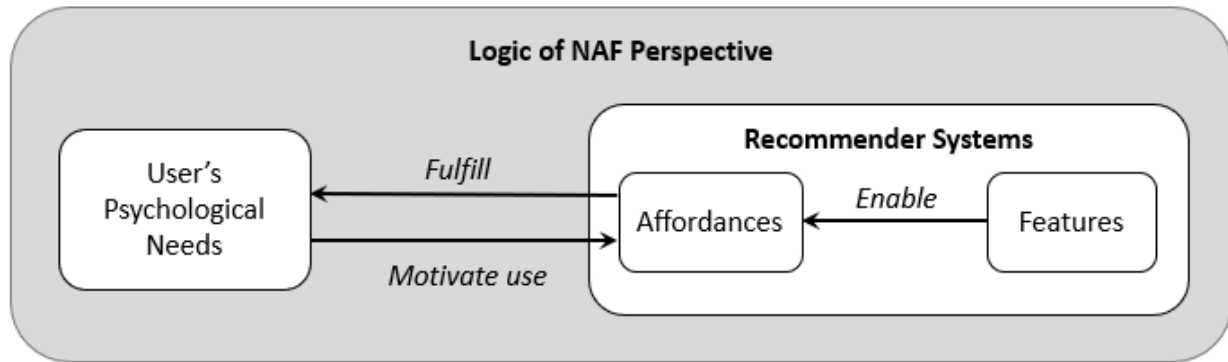 Logic of NAF Perspective
Recommender Systems
User’s
Psychological
Needs
Fulfill
Motivate use
Affordances
Enable
Features